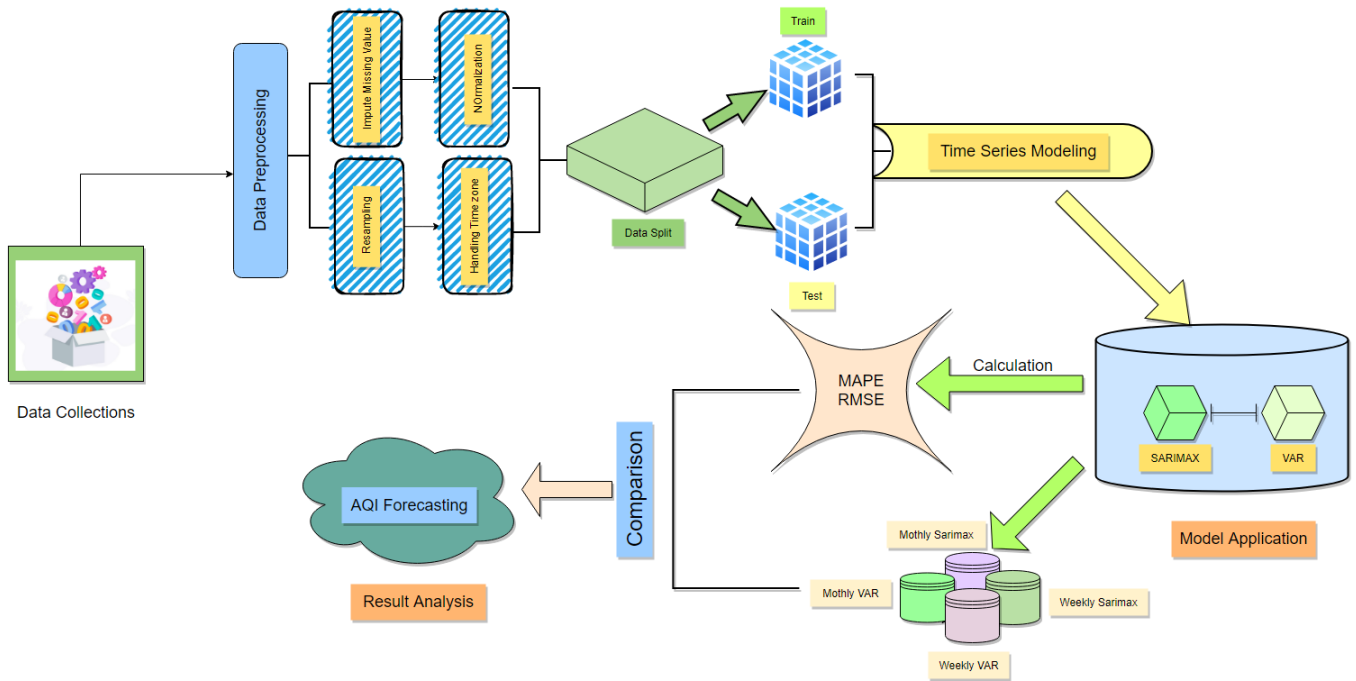 Train
Impute Missing Value
NOrmalization
Data Preprocessing
Time Series Modeling
Resampling
Handling Time zone
Data Split
Test
Data Collections
Calculation
MAPE
RMSE
SARIMAX
VAR
Comparison
AQI Forecasting
Model Application
Mothly Sarimax
Mothly VAR
Weekly Sarimax
Result Analysis
Weekly VAR